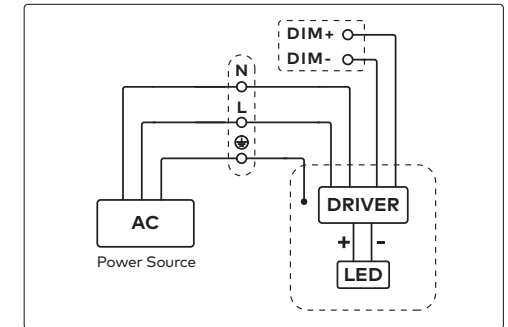 DIM+
DIM-
N
L
AC
DRIVER
+ -
Power Source
LED